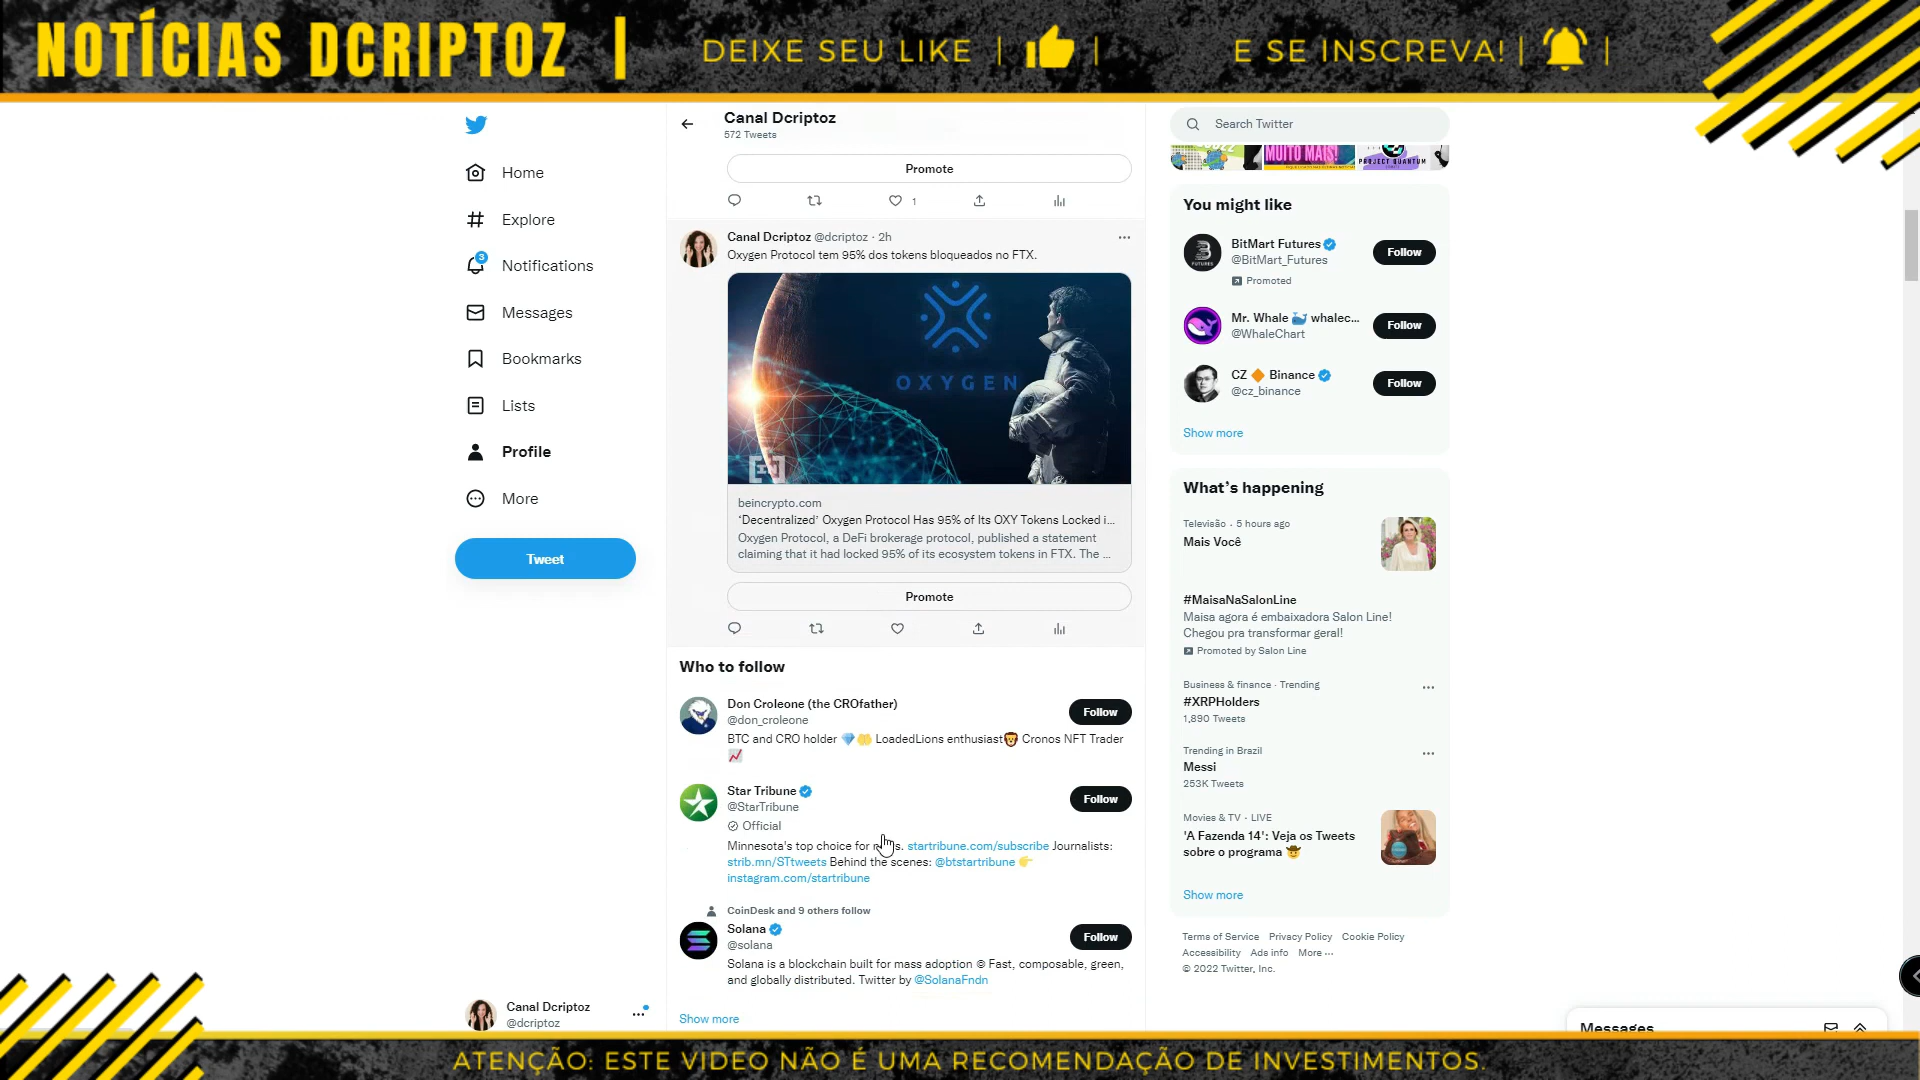 NOTÍCIAS DCRIPTOZ |
DEIXE SEU LIKE | |
E SE INSCREVA! | |
Canal Dcriptoz
572 Tweets
Search Twitter
MUITO MAIS!
PROJECT QUANTUM
Home
Explore
3
Notifications
Messages
Bookmarks
Lists
Profile
More
Tweet
Canal Dcriptoz
@dcriptoz
Promote
1
Canal Dcriptoz @dcriptoz · 2h
Oxygen Protocol tem 95% dos tokens bloqueados no FTX.
OXYGEN
beincrypto.com
'Decentralized' Oxygen Protocol Has 95% of Its OXY Tokens Locked i...
Oxygen Protocol, a DeFi brokerage protocol, published a statement
claiming that it had locked 95% of its ecosystem tokens in FTX. The ...
Promote
Who to follow
Don Croleone (the CROfather)
@don_croleone
Follow
BTC and CRO holder 💎🤲 LoadedLions enthusiast🦁 Cronos NFT Trader
📈
Star Tribune
@StarTribune
Official
Follow
Minnesota's top choice for startribune.com/subscribe Journalists:
strib.mn/STtweets Behind the scenes: @btstartribune 👉
instagram.com/startribune
CoinDesk and 9 others follow
Solana
@solana
Follow
Solana is a blockchain built for mass adoption © Fast, composable, green,
and globally distributed. Twitter by @SolanaFndn
Show more
You might like
BitMart Futures
@BitMart_Futures
Promoted
Follow
FUTURES
Mr. Whale 🐳 whalec...
@WhaleChart
Follow
CZ 🔶 Binance
@cz_binance
Follow
Show more
What's happening
Televisão · 5 hours ago
Mais Você
#MaisaNaSalonLine
Maisa agora é embaixadora Salon Line!
Chegou pra transformar geral!
Promoted by Salon Line
Business & finance · Trending
#XRPHolders
1,890 Tweets
Trending in Brazil
Messi
253K Tweets
Movies & TV · LIVE
'A Fazenda 14': Veja os Tweets
sobre o programa 🤠
Show more
Terms of Service Privacy Policy Cookie Policy
Accessibility Ads info More ···
© 2022 Twitter, Inc.
Messages
ATENÇÃO: ESTE VIDEO NÃO É UMA RECOMENDAÇÃO DE INVESTIMENTOS.